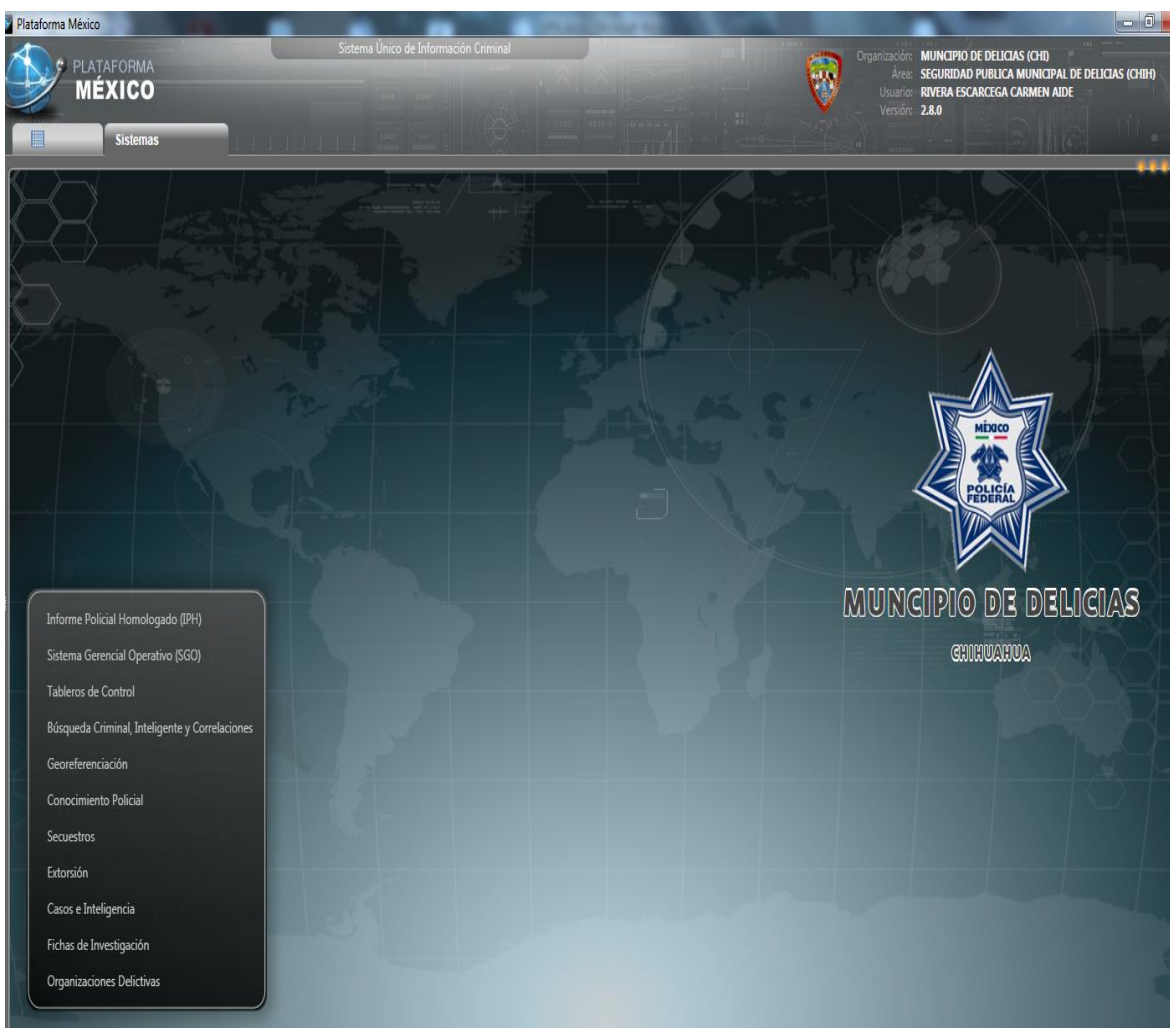 Plataforma México
Sistema Único de Información Criminal
PLATAFORMA
MÉXICO
Organización: MUNCIPIO DE DELICIAS (CHI)
Área: SEGURIDAD PUBLICA MUNICIPAL DE DELICIAS (CHIH)
Usuario: RIVERA ESCARCEGA CARMEN AIDE
Versión: 2.8.0
Sistemas
MÉXICO
POLICÍA
FEDERAL
MUNCIPIO DE DELICIAS
CHIHUAHUA
Informe Policial Homologado (IPH)
Sistema Gerencial Operativo (SGO)
Tableros de Control
Búsqueda Criminal, Inteligente y Correlaciones
Georeferenciación
Conocimiento Policial
Secuestros
Extorsión
Casos e Inteligencia
Fichas de Investigación
Organizaciones Delictivas